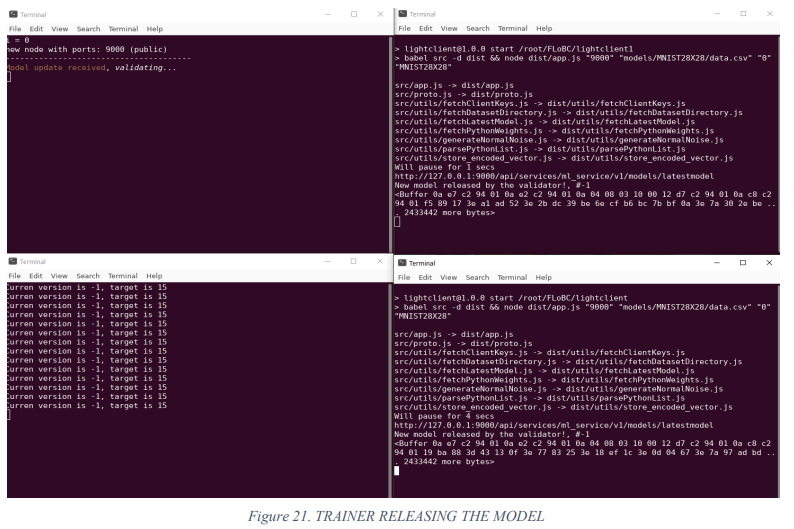 Terminal
File Edit View Search Terminal Help
i = 0
new node with ports: 9000 (public)
---------------------------------------
Model update received, validating...
Terminal
File Edit View Search Terminal Help
> lightclient@1.0.0 start /root/FLoBC/lightclient1
> babel src -d dist && node dist/app.js "9000" "models/MNIST28X28/data.csv" "0"
"MNIST28X28"
src/app.js -> dist/app.js
src/proto.js -> dist/proto.js
src/utils/fetchClientKeys.js -> dist/utils/fetchClientKeys.js
src/utils/fetchDatasetDirectory.js -> dist/utils/fetchDatasetDirectory.js
src/utils/fetchLatestModel.js -> dist/utils/fetchLatestModel.js
src/utils/fetchPythonWeights.js -> dist/utils/fetchPythonWeights.js
src/utils/generateNormalNoise.js -> dist/utils/generateNormalNoise.js
src/utils/parsePythonList.js -> dist/utils/parsePythonList.js
src/utils/store_encoded_vector.js -> dist/utils/store_encoded_vector.js
Will pause for 1 secs
http://127.0.0.1:9000/api/services/ml_service/v1/models/latestmodel
New model released by the validator!, #-1
<Buffer 0a e7 c2 94 01 0a e2 c2 94 01 0a 04 08 03 10 00 12 d7 c2 94 01 0a c8 c2
94 01 f5 89 17 3e a1 ad 52 3e 2b dc 39 be 6e cf b6 bc 7b bf 0a 3e 7a 30 2e be ..
. 2433442 more bytes>
Terminal
File Edit View Search Terminal Help
Curren version is -1, target is 15
Curren version is -1, target is 15
Curren version is -1, target is 15
Curren version is -1, target is 15
Curren version is -1, target is 15
Curren version is -1, target is 15
Curren version is -1, target is 15
Curren version is -1, target is 15
Curren version is -1, target is 15
Curren version is -1, target is 15
Curren version is -1, target is 15
Curren version is -1, target is 15
Curren version is -1, target is 15
Curren version is -1, target is 15
Terminal
File Edit View Search Terminal Help
> lightclient@1.0.0 start /root/FLoBC/lightclient
> babel src -d dist && node dist/app.js "9000" "models/MNIST28X28/data.csv" "0"
"MNIST28X28"
src/app.js -> dist/app.js
src/proto.js -> dist/proto.js
src/utils/fetchClientKeys.js -> dist/utils/fetchClientKeys.js
src/utils/fetchDatasetDirectory.js -> dist/utils/fetchDatasetDirectory.js
src/utils/fetchLatestModel.js -> dist/utils/fetchLatestModel.js
src/utils/fetchPythonWeights.js -> dist/utils/fetchPythonWeights.js
src/utils/generateNormalNoise.js -> dist/utils/generateNormalNoise.js
src/utils/parsePythonList.js -> dist/utils/parsePythonList.js
src/utils/store_encoded_vector.js -> dist/utils/store_encoded_vector.js
Will pause for 4 secs
http://127.0.0.1:9000/api/services/ml_service/v1/models/latestmodel
New model released by the validator!, #-1
<Buffer 0a e7 c2 94 01 0a e2 c2 94 01 0a 04 08 03 10 00 12 d7 c2 94 01 0a c8 c2
94 01 19 ba 88 3d 43 13 0f 3e 77 83 25 3e 18 ef 1c 3e 0d 04 67 3e 7a 97 ad bd ..
. 2433442 more bytes>
Figure 21. TRAINER RELEASING THE MODEL